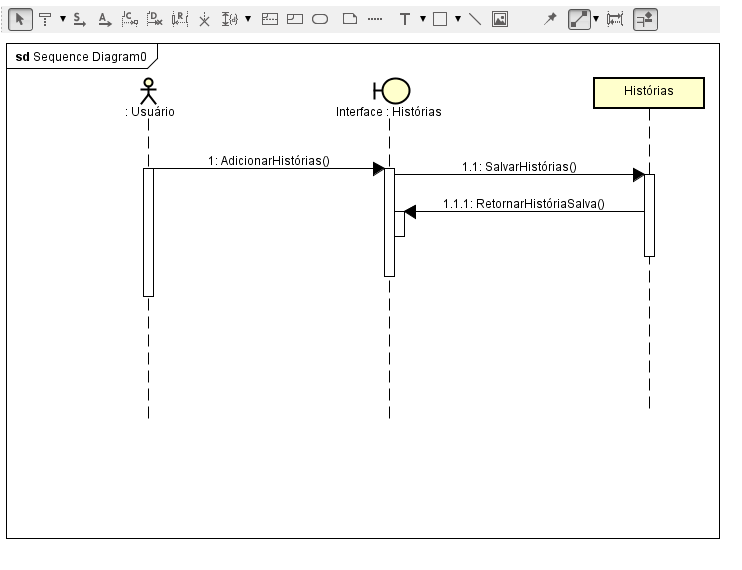 sd Sequence Diagram0
: Usuário
Interface : Histórias
Histórias
1: AdicionarHistórias()
1.1: SalvarHistórias()
1.1.1: RetornarHistóriaSalva()